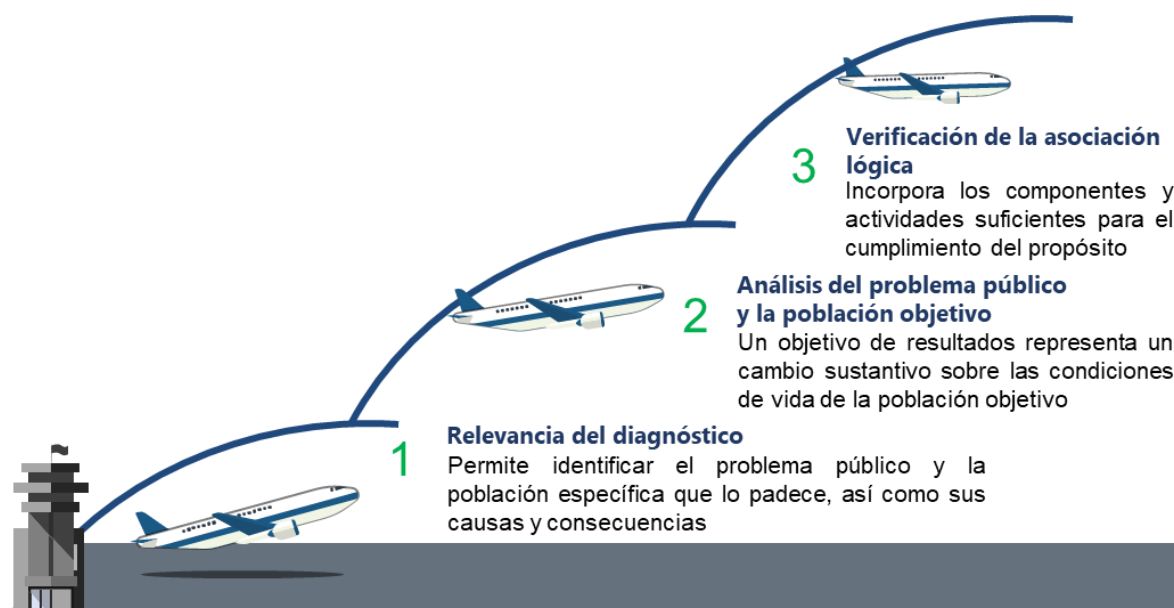 3
Verificación de la asociación
lógica
Incorpora los componentes y
actividades suficientes para el
cumplimiento del propósito
2
Análisis del problema público
y la población objetivo
Un objetivo de resultados representa un
cambio sustantivo sobre las condiciones
de vida de la población objetivo
1
Relevancia del diagnóstico
Permite identificar el problema público y la
población específica que lo padece, así como sus
causas y consecuencias